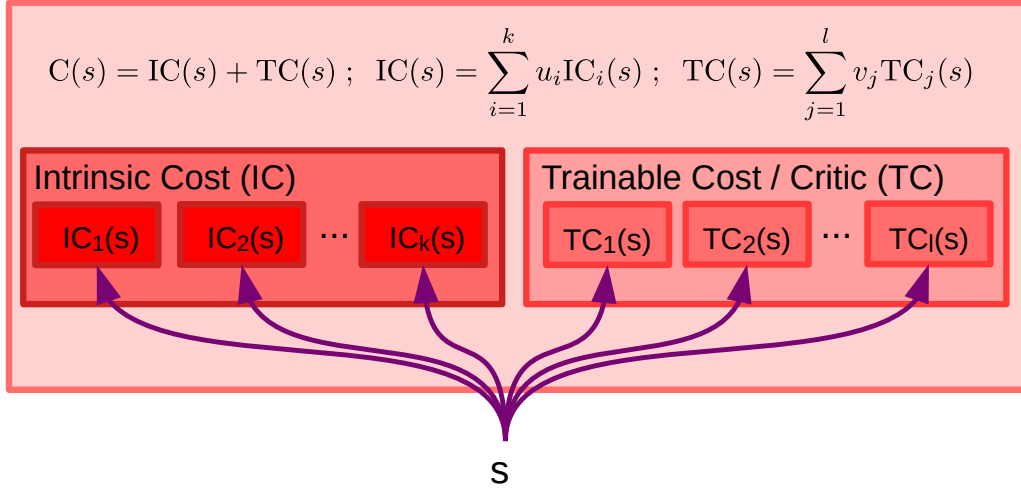 C(s) = IC(s) + TC(s) ; IC(s) = ∑_{i=1}^{k} u_i IC_i(s) ; TC(s) = ∑_{j=1}^{l} v_j TC_j(s)
Intrinsic Cost (IC)
IC₁(s) IC₂(s) ... ICₖ(s)
Trainable Cost / Critic (TC)
TC₁(s) TC₂(s) ... TCₗ(s)
s